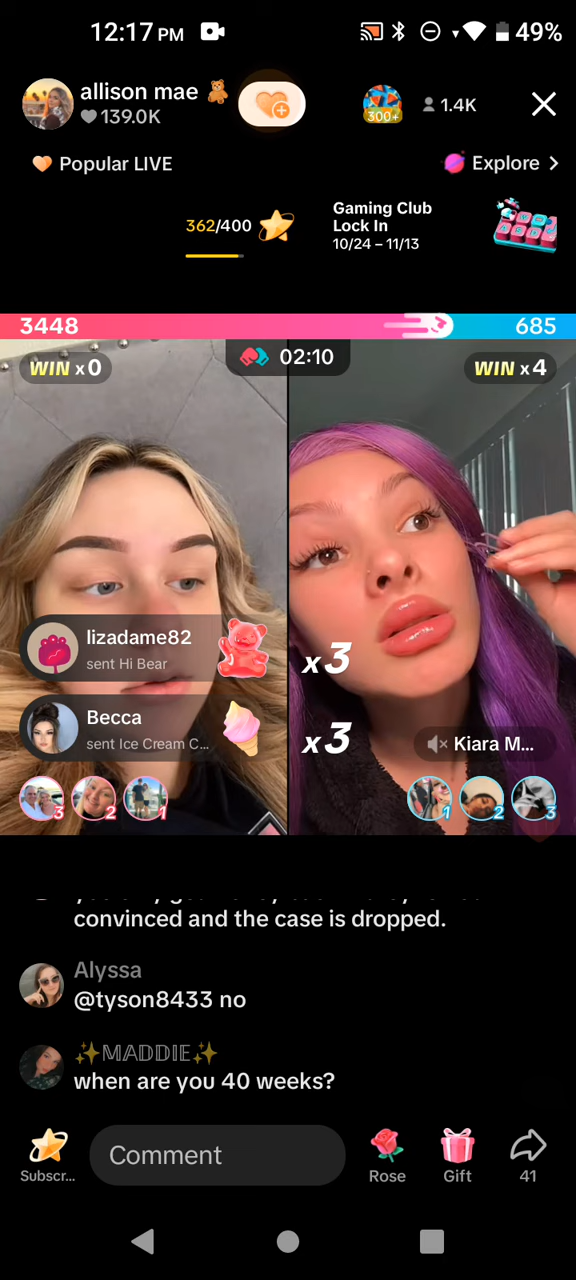 12:17 PM
49%
allison mae
139.0K
300+
1.4K
Popular LIVE
Explore >
362/400
Gaming Club
Lock In
10/24 – 11/13
3448
685
WIN x0
02:10
WIN x4
lizadame82
sent Hi Bear
x3
Becca
sent Ice Cream C...
x3
Kiara M...
3
2
1
1
2
3
convinced and the case is dropped.
Alyssa
@tyson8433 no
✨𝕄𝔸𝔻𝔻𝕀𝔼✨
when are you 40 weeks?
Subscr...
Comment
Rose
Gift
41